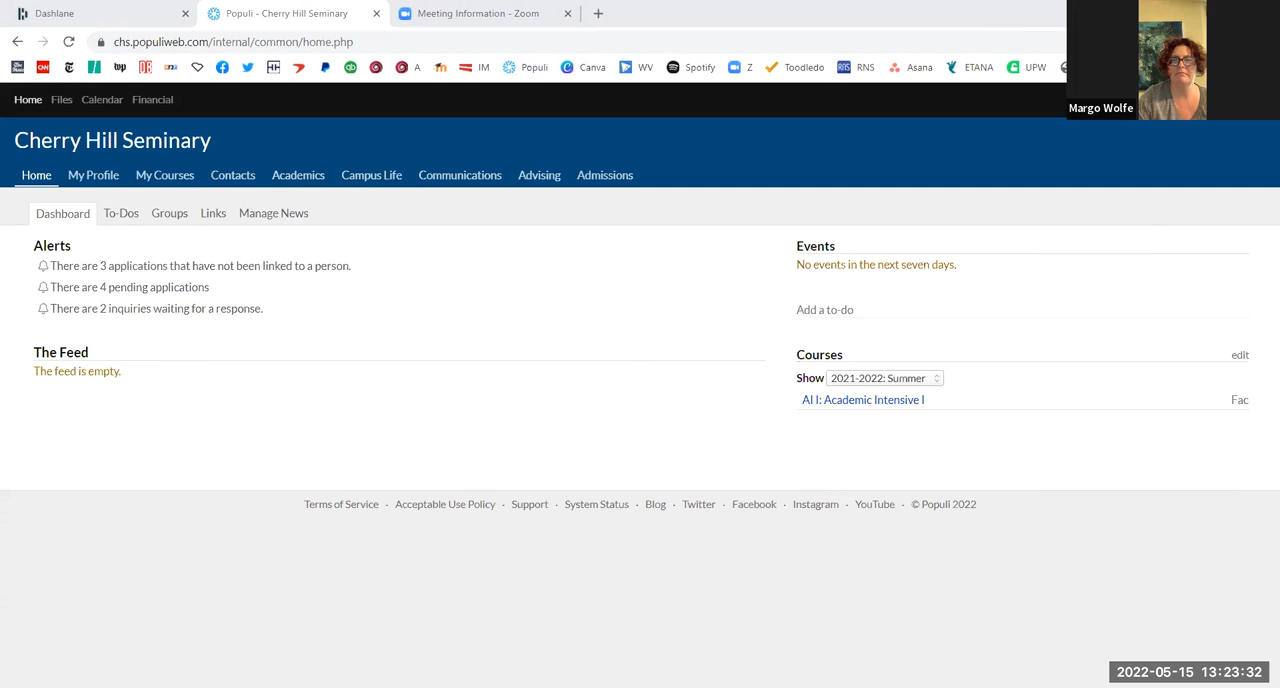 Dashlane
Populi - Cherry Hill Seminary
Meeting Information - Zoom
chs.populiweb.com/internal/common/home.php
CNN
wp
A
IM
Populi
Canva
WV
Spotify
Z
Toodledo
RNS RNS
Asana
ETANA
UPW
Margo Wolfe
Home Files Calendar Financial
Cherry Hill Seminary
Home My Profile My Courses Contacts Academics Campus Life Communications Advising Admissions
Dashboard To-Dos Groups Links Manage News
Alerts
There are 3 applications that have not been linked to a person.
There are 4 pending applications
There are 2 inquiries waiting for a response.
The Feed
The feed is empty.
Events
No events in the next seven days.
Add a to-do
Courses edit
Show 2021-2022: Summer
AI I: Academic Intensive I Fac
Terms of Service · Acceptable Use Policy · Support · System Status · Blog · Twitter · Facebook · Instagram · YouTube · © Populi 2022
2022-05-15 13:23:32